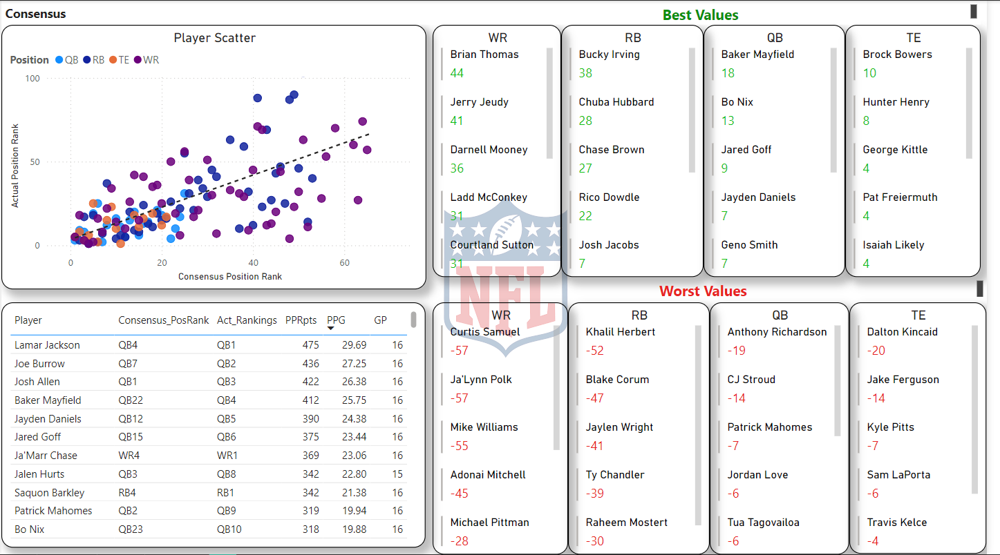 Consensus
Player Scatter
Position QB RB TE WR
Actual Position Rank
100
50
0
0 20 40 60
Consensus Position Rank
Best Values
WR
Brian Thomas
44
Jerry Jeudy
41
Darnell Mooney
36
Ladd McConkey
31
Courtland Sutton
31
RB
Bucky Irving
38
Chuba Hubbard
28
Chase Brown
27
Rico Dowdle
22
Josh Jacobs
7
QB
Baker Mayfield
18
Bo Nix
13
Jared Goff
9
Jayden Daniels
7
Geno Smith
7
TE
Brock Bowers
10
Hunter Henry
8
George Kittle
4
Pat Freiermuth
4
Isaiah Likely
4
NFL
Player Consensus_PosRank Act_Rankings PPRpts PPG GP
Lamar Jackson QB4 QB1 475 29.69 16
Joe Burrow QB7 QB2 436 27.25 16
Josh Allen QB1 QB3 422 26.38 16
Baker Mayfield QB22 QB4 412 25.75 16
Jayden Daniels QB12 QB5 390 24.38 16
Jared Goff QB15 QB6 375 23.44 16
Ja'Marr Chase WR4 WR1 369 23.06 16
Jalen Hurts QB3 QB8 342 22.80 15
Saquon Barkley RB4 RB1 342 21.38 16
Patrick Mahomes QB2 QB9 319 19.94 16
Bo Nix QB23 QB10 318 19.88 16
Worst Values
WR
Curtis Samuel
-57
Ja'Lynn Polk
-57
Mike Williams
-55
Adonai Mitchell
-45
Michael Pittman
-28
RB
Khalil Herbert
-52
Blake Corum
-47
Jaylen Wright
-41
Ty Chandler
-39
Raheem Mostert
-30
QB
Anthony Richardson
-19
CJ Stroud
-14
Patrick Mahomes
-7
Jordan Love
-6
Tua Tagovailoa
-6
TE
Dalton Kincaid
-20
Jake Ferguson
-14
Kyle Pitts
-7
Sam LaPorta
-6
Travis Kelce
-4